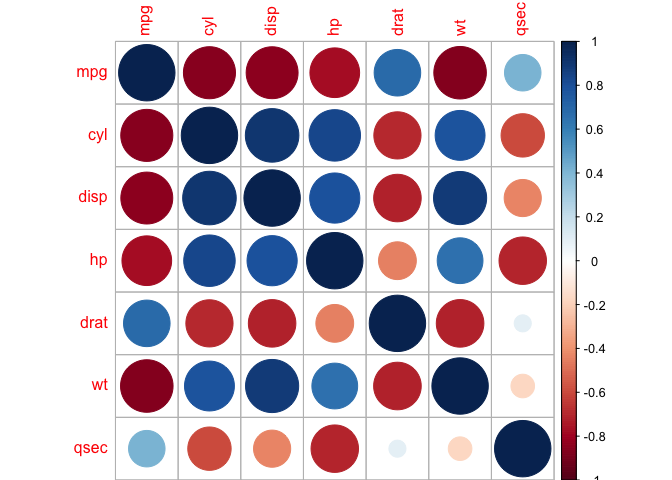 mpg cyl disp hp drat wt qsec
mpg
cyl
disp
hp
drat
wt
qsec
1
0.8
0.6
0.4
0.2
0
-0.2
-0.4
-0.6
-0.8